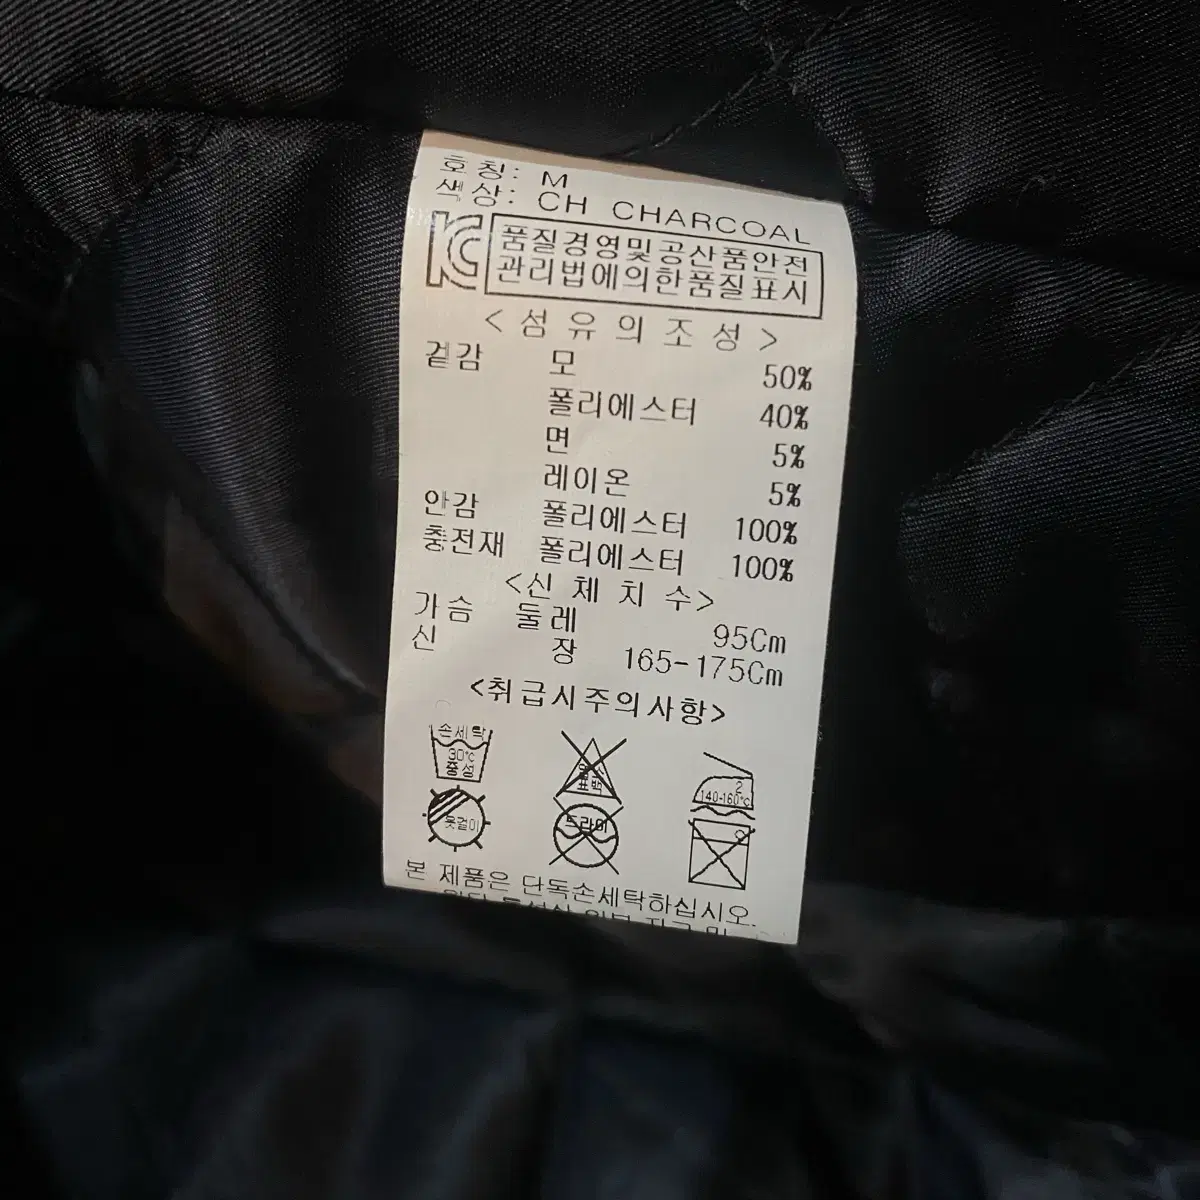 호칭: M
색상: CH CHARCOAL
품질경영및공산품안전
관리법에의한품질표시
<섬유의조성>
겉감 모 50%
폴리에스터 40%
면 5%
레이온 5%
안감 폴리에스터 100%
충전재 폴리에스터 100%
<신체치수>
가슴 둘레 95Cm
신 장 165-175Cm
<취급시주의사항>
손세탁
30℃
중성
염소
표백
2
140-160℃
옷걸이
드라이
본 제품은 단독손세탁하십시오.